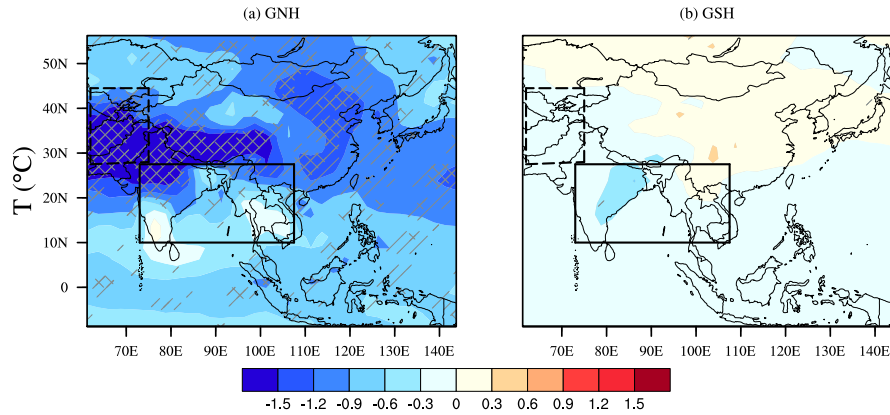 (a) GNH
(b) GSH
T (°C)
50N
40N
30N
20N
10N
0
70E 80E 90E 100E 110E 120E 130E 140E
70E 80E 90E 100E 110E 120E 130E 140E
-1.5 -1.2 -0.9 -0.6 -0.3 0 0.3 0.6 0.9 1.2 1.5